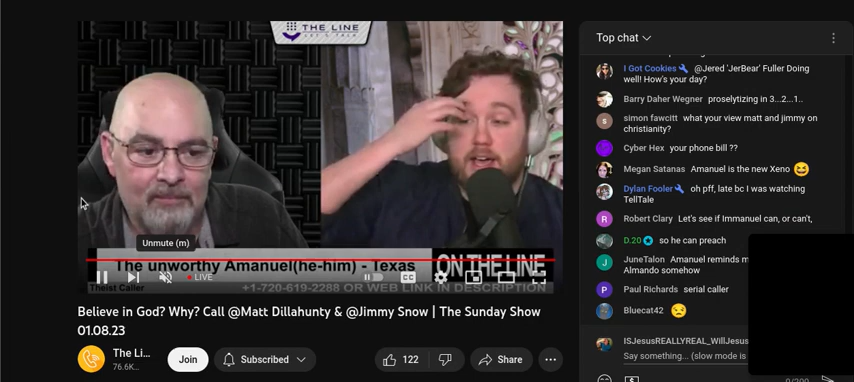 THE LINE
LET'S TALK
Unmute (m)
The unworthy Amanuel(he-him) - Texas
ON THE LINE
Theist Caller
LIVE
CC
+1-720-619-2288 OR WEB LINK IN DESCRIPTION
Believe in God? Why? Call @Matt Dillahunty & @Jimmy Snow | The Sunday Show
01.08.23
The Li...
76.6K...
Join
Subscribed
122
Share
Top chat
I Got Cookies @Jered 'JerBear' Fuller Doing
well! How's your day?
Barry Daher Wegner proselytizing in 3...2...1..
simon fawcitt what your view matt and jimmy on
christianity?
Cyber Hex your phone bill ??
Megan Satanas Amanuel is the new Xeno 😆
Dylan Fooler oh pff, late bc I was watching
TellTale
Robert Clary Let's see if Immanuel can, or can't,
D.20 so he can preach
JuneTalon Amanuel reminds m
Almando somehow
Paul Richards serial caller
Bluecat42 😒
ISJesusREALLYREAL_WillJesus
Say something... (slow mode is
0/200